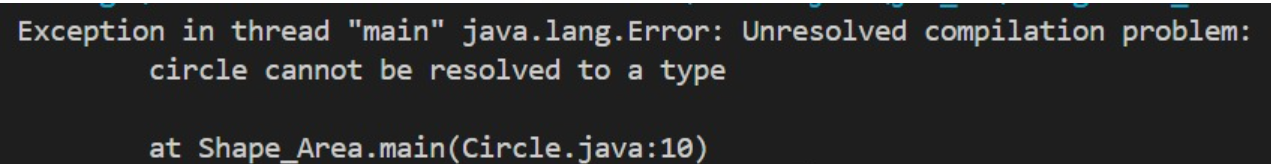 Exception in thread "main" java.lang.Error: Unresolved compilation problem:
circle cannot be resolved to a type
at Shape_Area.main(Circle.java:10)